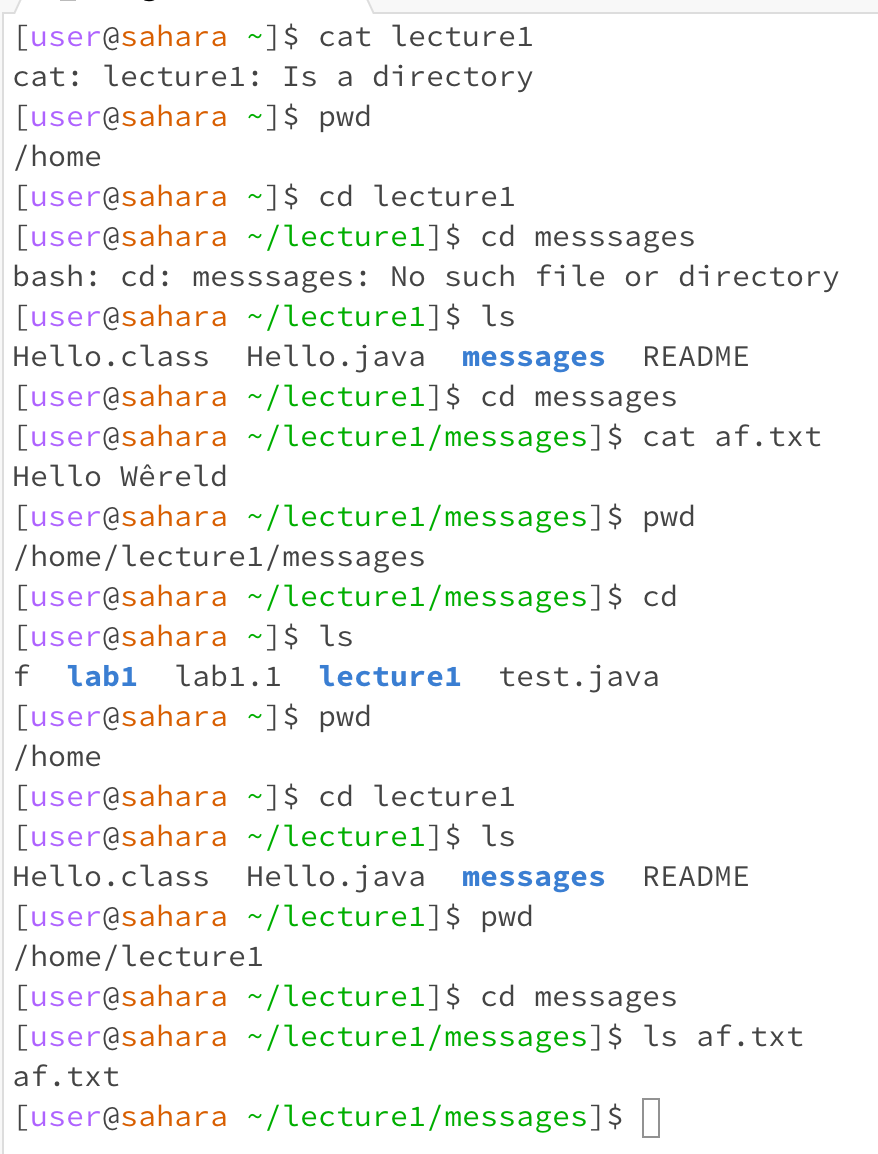 [user@sahara ~]$ cat lecture1
cat: lecture1: Is a directory
[user@sahara ~]$ pwd
/home
[user@sahara ~]$ cd lecture1
[user@sahara ~/lecture1]$ cd messsages
bash: cd: messsages: No such file or directory
[user@sahara ~/lecture1]$ ls
Hello.class  Hello.java  messages  README
[user@sahara ~/lecture1]$ cd messages
[user@sahara ~/lecture1/messages]$ cat af.txt
Hello Wêreld
[user@sahara ~/lecture1/messages]$ pwd
/home/lecture1/messages
[user@sahara ~/lecture1/messages]$ cd
[user@sahara ~]$ ls
f  lab1  lab1.1  lecture1  test.java
[user@sahara ~]$ pwd
/home
[user@sahara ~]$ cd lecture1
[user@sahara ~/lecture1]$ ls
Hello.class  Hello.java  messages  README
[user@sahara ~/lecture1]$ pwd
/home/lecture1
[user@sahara ~/lecture1]$ cd messages
[user@sahara ~/lecture1/messages]$ ls af.txt
af.txt
[user@sahara ~/lecture1/messages]$